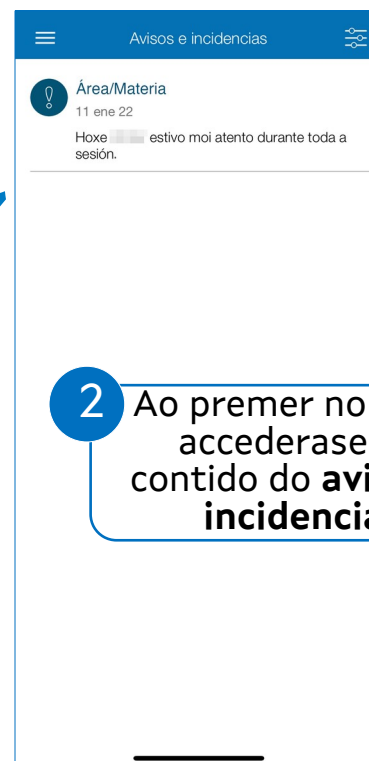 Avisos e incidencias
Área/Materia
11 ene 22
Hoxe estivo moi atento durante toda a
sesión.
2
Ao premer no
accederase
contido do
incidencia